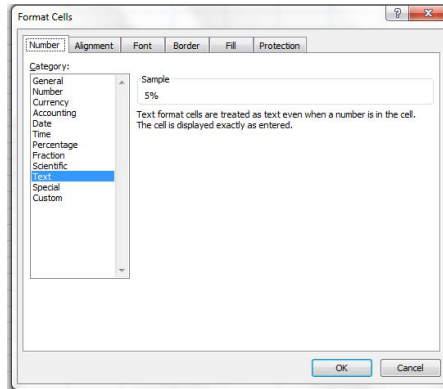 Format Cells
Number Alignment Font Border Fill Protection
Category:
General
Number
Currency
Accounting
Date
Time
Percentage
Fraction
Scientific
Text
Special
Custom
Sample
5%
Text format cells are treated as text even when a number is in the cell.
The cell is displayed exactly as entered.
OK Cancel